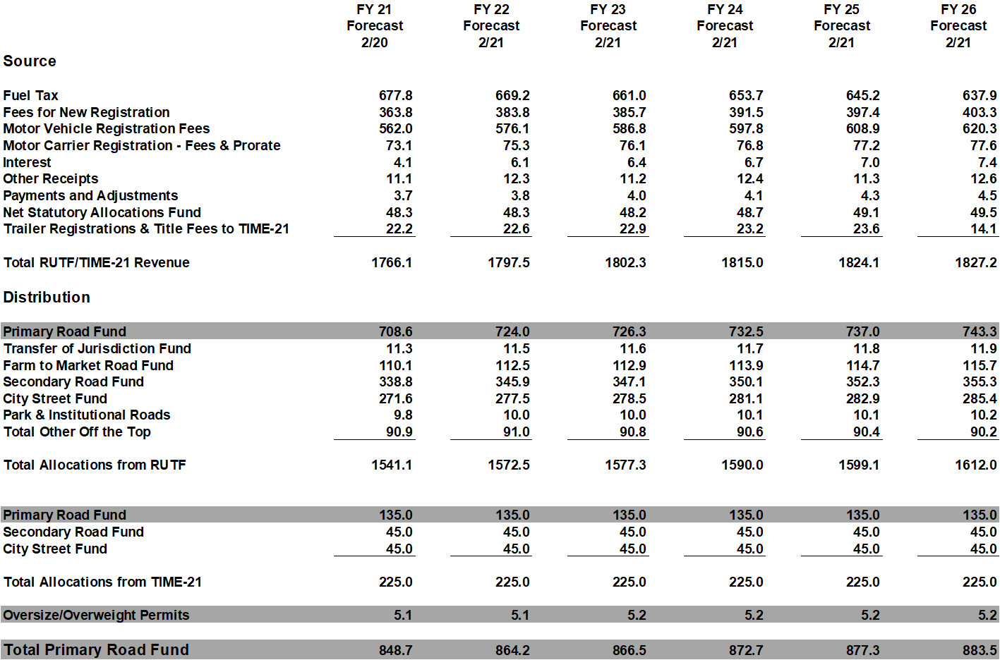 FY 21 FY 22 FY 23 FY 24 FY 25 FY 26
Forecast Forecast Forecast Forecast Forecast Forecast
2/20 2/21 2/21 2/21 2/21 2/21
Source
Fuel Tax 677.8 669.2 661.0 653.7 645.2 637.9
Fees for New Registration 363.8 383.8 385.7 391.5 397.4 403.3
Motor Vehicle Registration Fees 562.0 576.1 586.8 597.8 608.9 620.3
Motor Carrier Registration - Fees & Prorate 73.1 75.3 76.1 76.8 77.2 77.6
Interest 4.1 6.1 6.4 6.7 7.0 7.4
Other Receipts 11.1 12.3 11.2 12.4 11.3 12.6
Payments and Adjustments 3.7 3.8 4.0 4.1 4.3 4.5
Net Statutory Allocations Fund 48.3 48.3 48.2 48.7 49.1 49.5
Trailer Registrations & Title Fees to TIME-21 22.2 22.6 22.9 23.2 23.6 14.1
Total RUTF/TIME-21 Revenue 1766.1 1797.5 1802.3 1815.0 1824.1 1827.2
Distribution
Primary Road Fund 708.6 724.0 726.3 732.5 737.0 743.3
Transfer of Jurisdiction Fund 11.3 11.5 11.6 11.7 11.8 11.9
Farm to Market Road Fund 110.1 112.5 112.9 113.9 114.7 115.7
Secondary Road Fund 338.8 345.9 347.1 350.1 352.3 355.3
City Street Fund 271.6 277.5 278.5 281.1 282.9 285.4
Park & Institutional Roads 9.8 10.0 10.0 10.1 10.1 10.2
Total Other Off the Top 90.9 91.0 90.8 90.6 90.4 90.2
Total Allocations from RUTF 1541.1 1572.5 1577.3 1590.0 1599.1 1612.0
Primary Road Fund 135.0 135.0 135.0 135.0 135.0 135.0
Secondary Road Fund 45.0 45.0 45.0 45.0 45.0 45.0
City Street Fund 45.0 45.0 45.0 45.0 45.0 45.0
Total Allocations from TIME-21 225.0 225.0 225.0 225.0 225.0 225.0
Oversize/Overweight Permits 5.1 5.1 5.2 5.2 5.2 5.2
Total Primary Road Fund 848.7 864.2 866.5 872.7 877.3 883.5